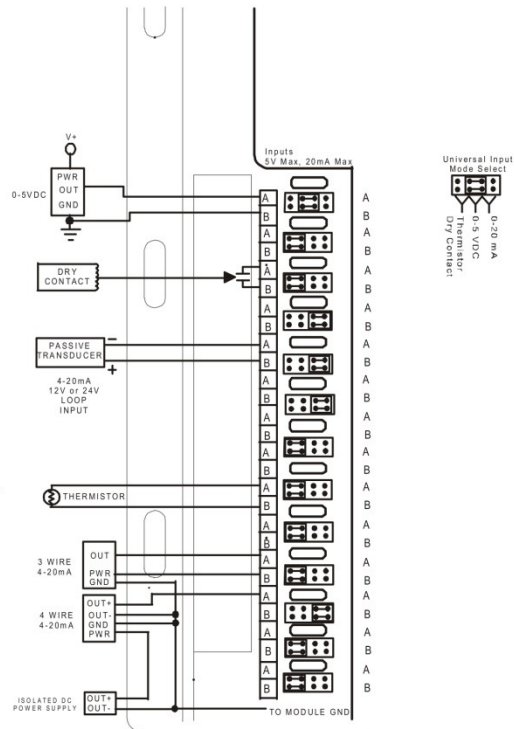 Inputs
5V Max, 20mA Max
V+
PWR
OUT
GND
0-5VDC
DRY
CONTACT
PASSIVE
TRANSDUCER
−
+
4-20mA
12V or 24V
LOOP
INPUT
THERMISTOR
3 WIRE
4-20mA
OUT
PWR
GND
4 WIRE
4-20mA
OUT+
OUT-
GND
PWR
ISOLATED DC
POWER SUPPLY
OUT+
OUT-
TO MODULE GND
A
B
A
B
A
B
A
B
A
B
A
B
A
B
A
B
A
B
A
B
A
B
A
B
A
B
A
B
A
B
A
B
A
B
A
B
A
B
A
B
A
B
A
B
A
B
A
B
A
B
A
B
Universal Input
Mode Select
0-20 mA
0-5 VDC
Thermistor
Dry Contact